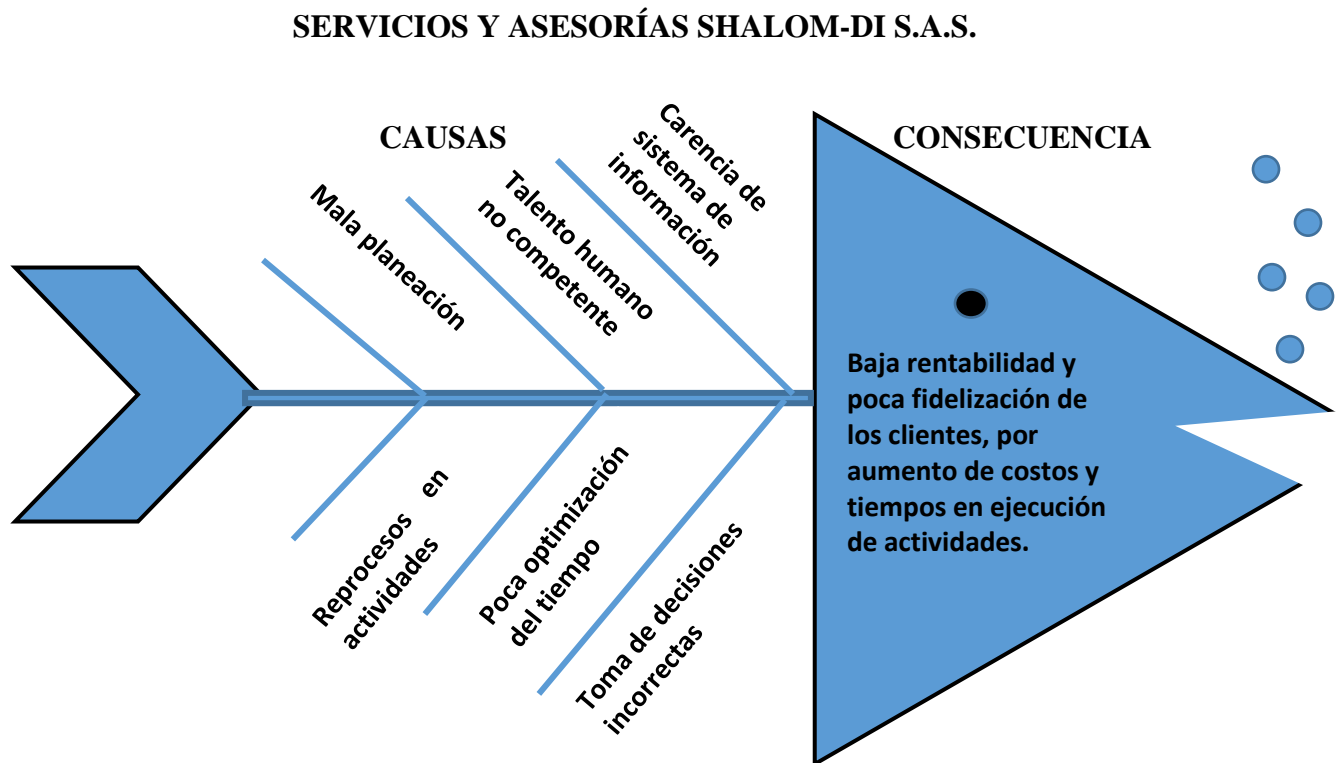 SERVICIOS Y ASESORÍAS SHALOM-DI S.A.S.
CAUSAS
CONSECUENCIA
Mala planeación
Talento humano
no competente
Carencia de
sistema de
información
Reprocesos en
actividades
Poca optimización
del tiempo
Toma de decisiones
incorrectas
Baja rentabilidad y
poca fidelización de
los clientes, por
aumento de costos y
tiempos en ejecución
de actividades.